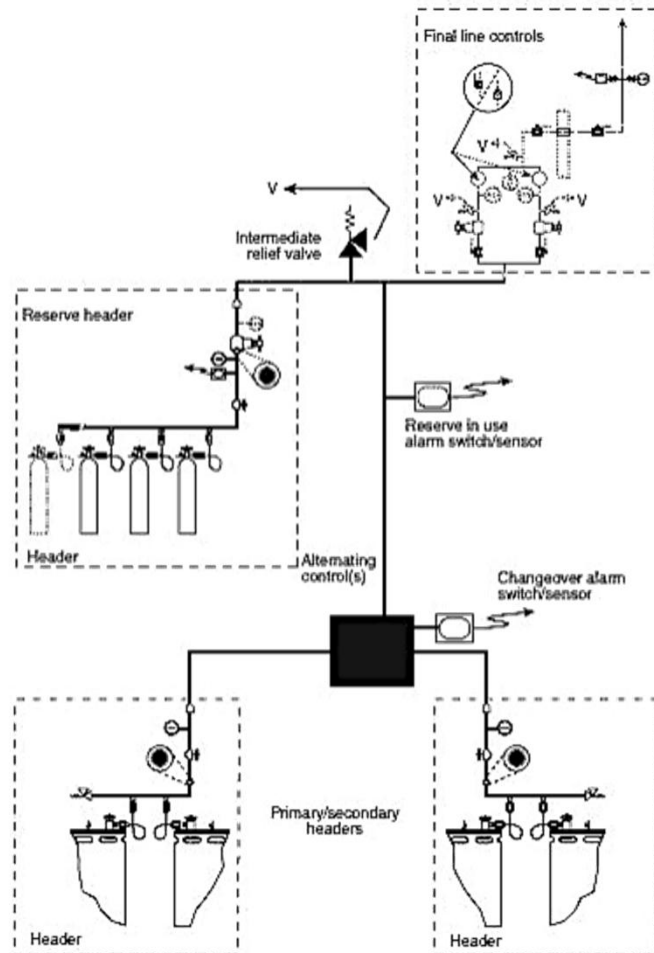 Final line controls
V
V
V
V
Intermediate
relief valve
Reserve header
Reserve in use
alarm switch/sensor
Header
Alternating
control(s)
Changeover alarm
switch/sensor
Primary/secondary
headers
Header
Header